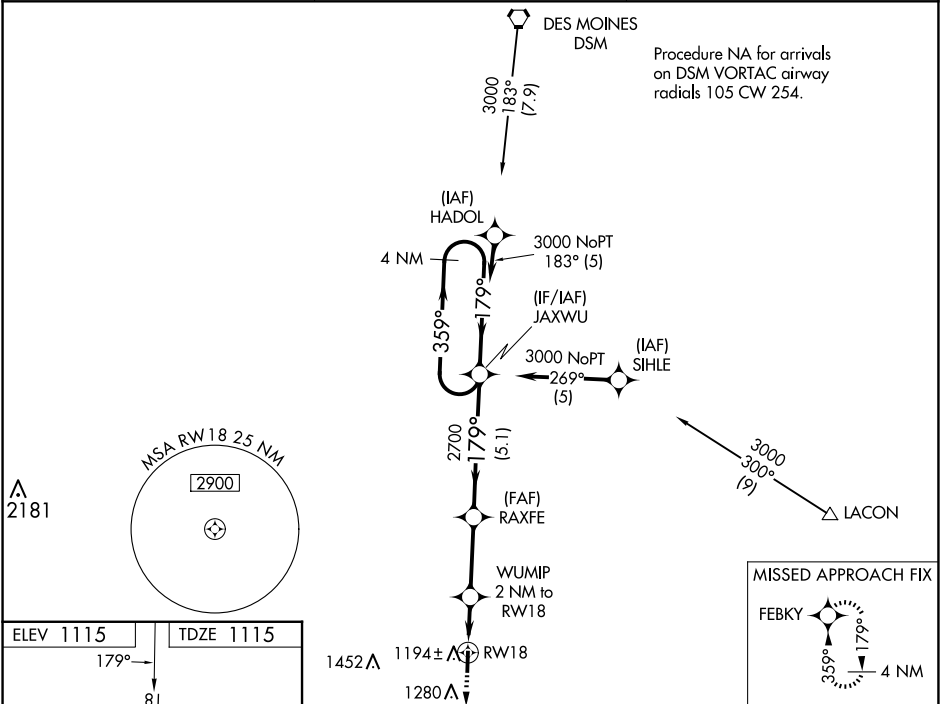 DES MOINES
DSM
Procedure NA for arrivals
on DSM VORTAC airway
radials 105 CW 254.
3000
183°
(7.9)
(IAF)
HADOL
4 NM
3000 NoPT
183° (5)
359°
179°
(IF/IAF)
JAXWU
3000 NoPT
269°
(5)
(IAF)
SIHLE
2700
179°
(5.1)
3000
300°
(9)
LACON
MSA RW18 25 NM
2900
2181
(FAF)
RAXFE
WUMIP
2 NM to
RW18
MISSED APPROACH FIX
FEBKY
359°
179°
4 NM
ELEV 1115
TDZE 1115
179°
1452
1194±
RW18
1280